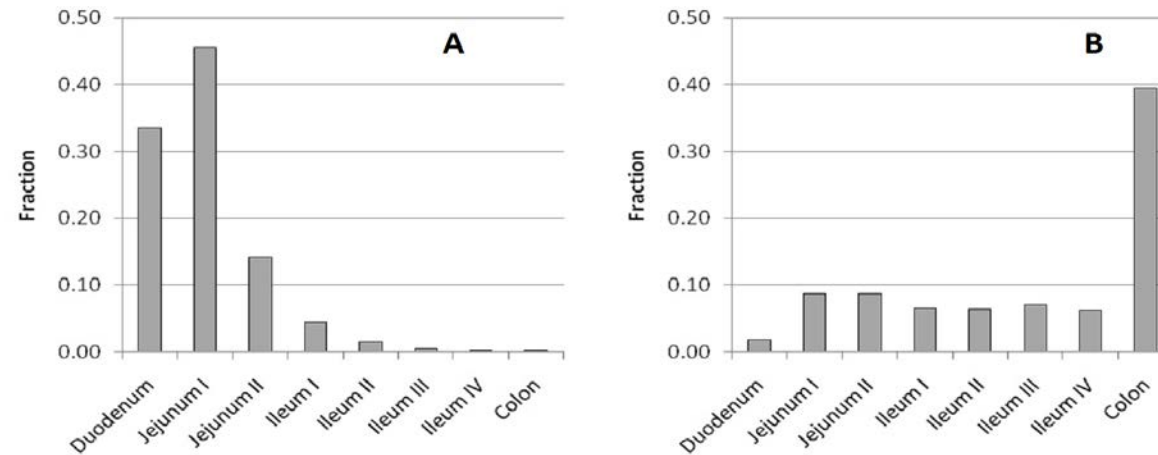 A
Fraction
0.50
0.40
0.30
0.20
0.10
0.00
Duodenum
Jejunum I
Jejunum II
Ileum I
Ileum II
Ileum III
Ileum IV
Colon
B
Fraction
0.50
0.40
0.30
0.20
0.10
0.00
Duodenum
Jejunum I
Jejunum II
Ileum I
Ileum II
Ileum III
Ileum IV
Colon